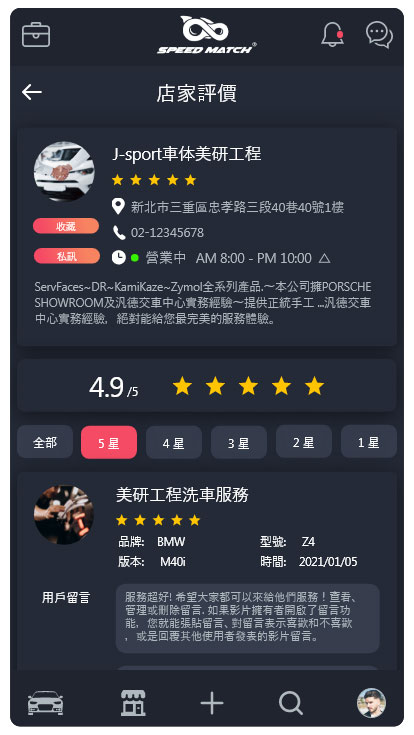 SPEED MATCH®
店家評價
J-sport車体美研工程
新北市三重區忠孝路三段40巷40號1樓
收藏
02-12345678
私訊
營業中 AM 8:00 - PM 10:00
ServFaces~DR~KamiKaze~Zymol全系列產品.～本公司擁PORSCHE
SHOWROOM及汎德交車中心實務經驗～提供正統手工 ...汎德交車
中心實務經驗，絕對能給您最完美的服務體驗。
4.9 /5
全部 5 星 4 星 3 星 2 星 1 星
美研工程洗車服務
品牌: BMW 型號: Z4
版本: M40i 時間: 2021/01/05
用戶留言
服務超好! 希望大家都可以來給他們服務！查看、
管理或刪除留言. 如果影片擁有者開啟了留言功
能，您就能張貼留言、對留言表示喜歡和不喜歡
，或是回覆其他使用者發表的影片留言。